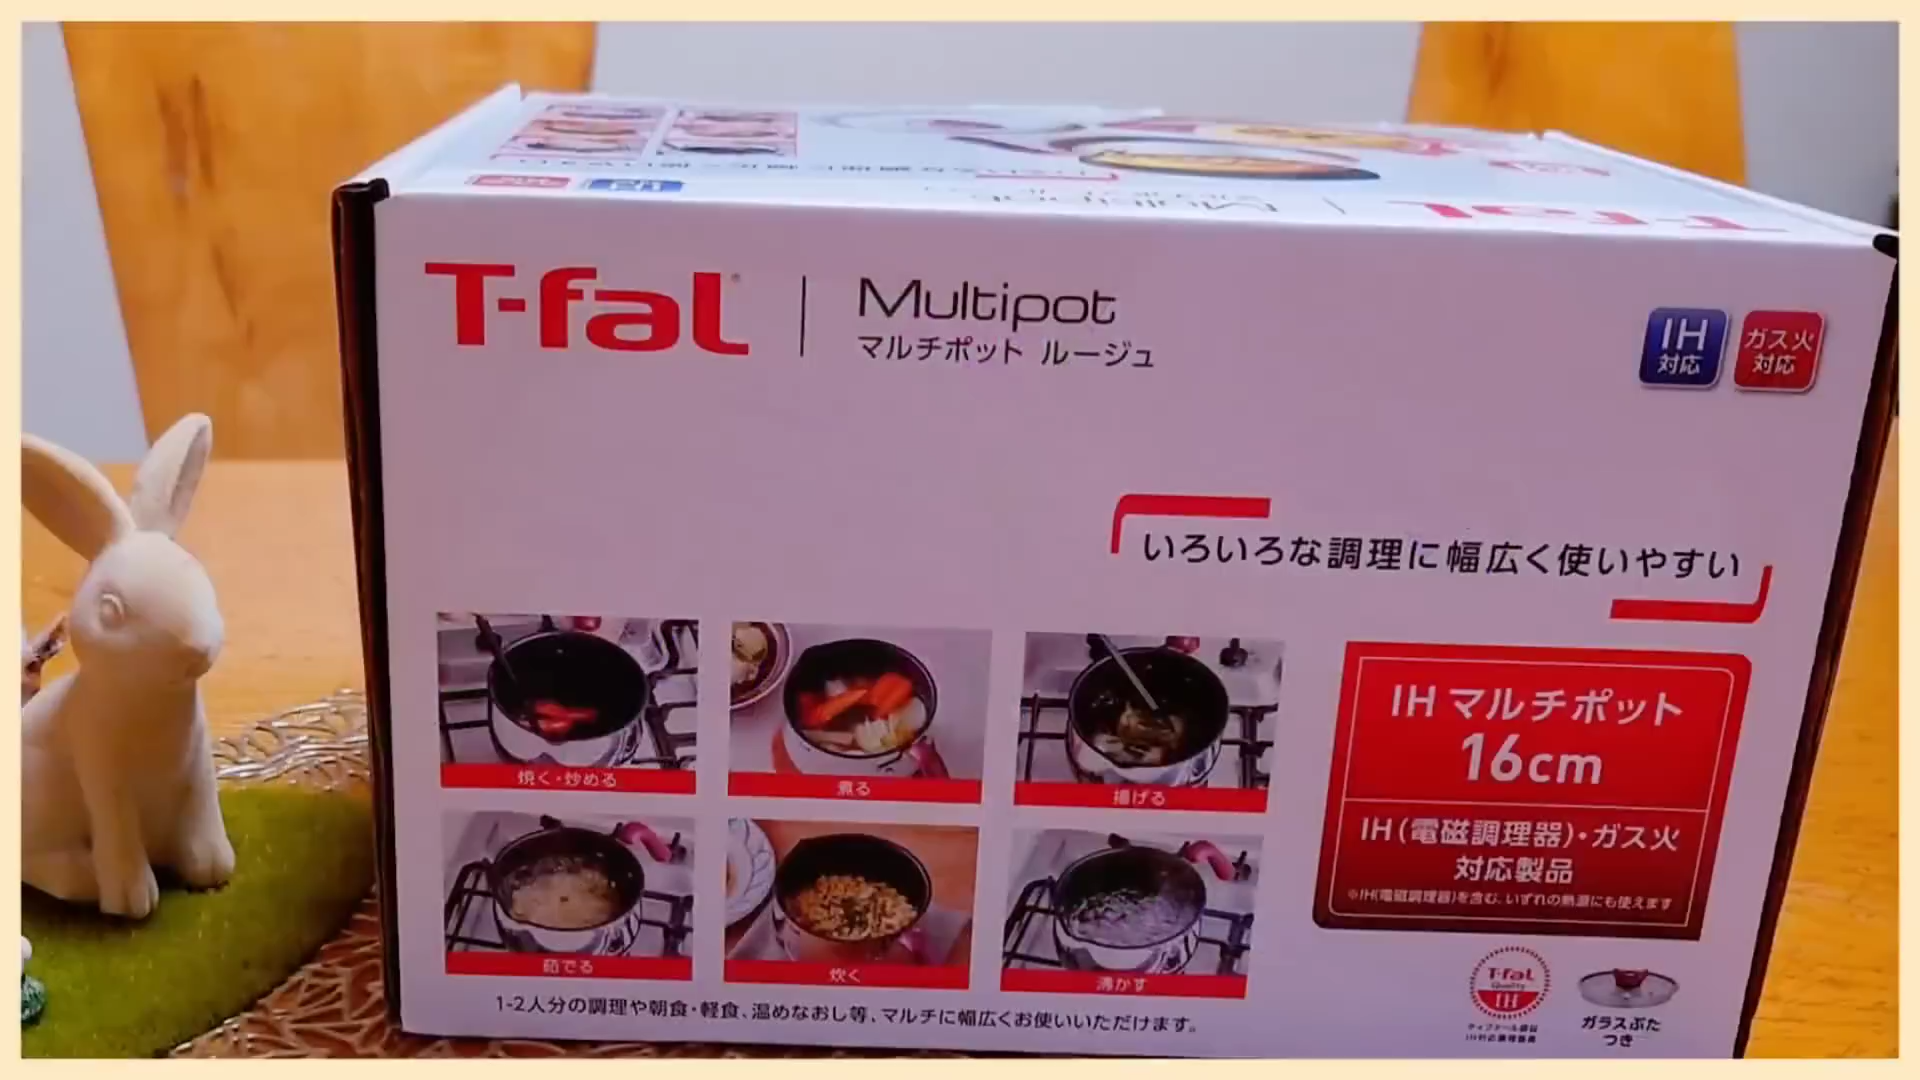 T-fal
Multipot
マルチポット ルージュ
IH
対応
ガス火
対応
いろいろな調理に幅広く使いやすい
焼く・炒める
煮る
揚げる
茹でる
炊く
沸かす
1-2人分の調理や朝食・軽食、温めなおし等、マルチに幅広くお使いいただけます。
IH マルチポット
16cm
IH(電磁調理器)・ガス火
対応製品
※IH(電磁調理器)を含む、いずれの熱源にも使えます
T-fal
Quality
IH
ガラスぶた
つき